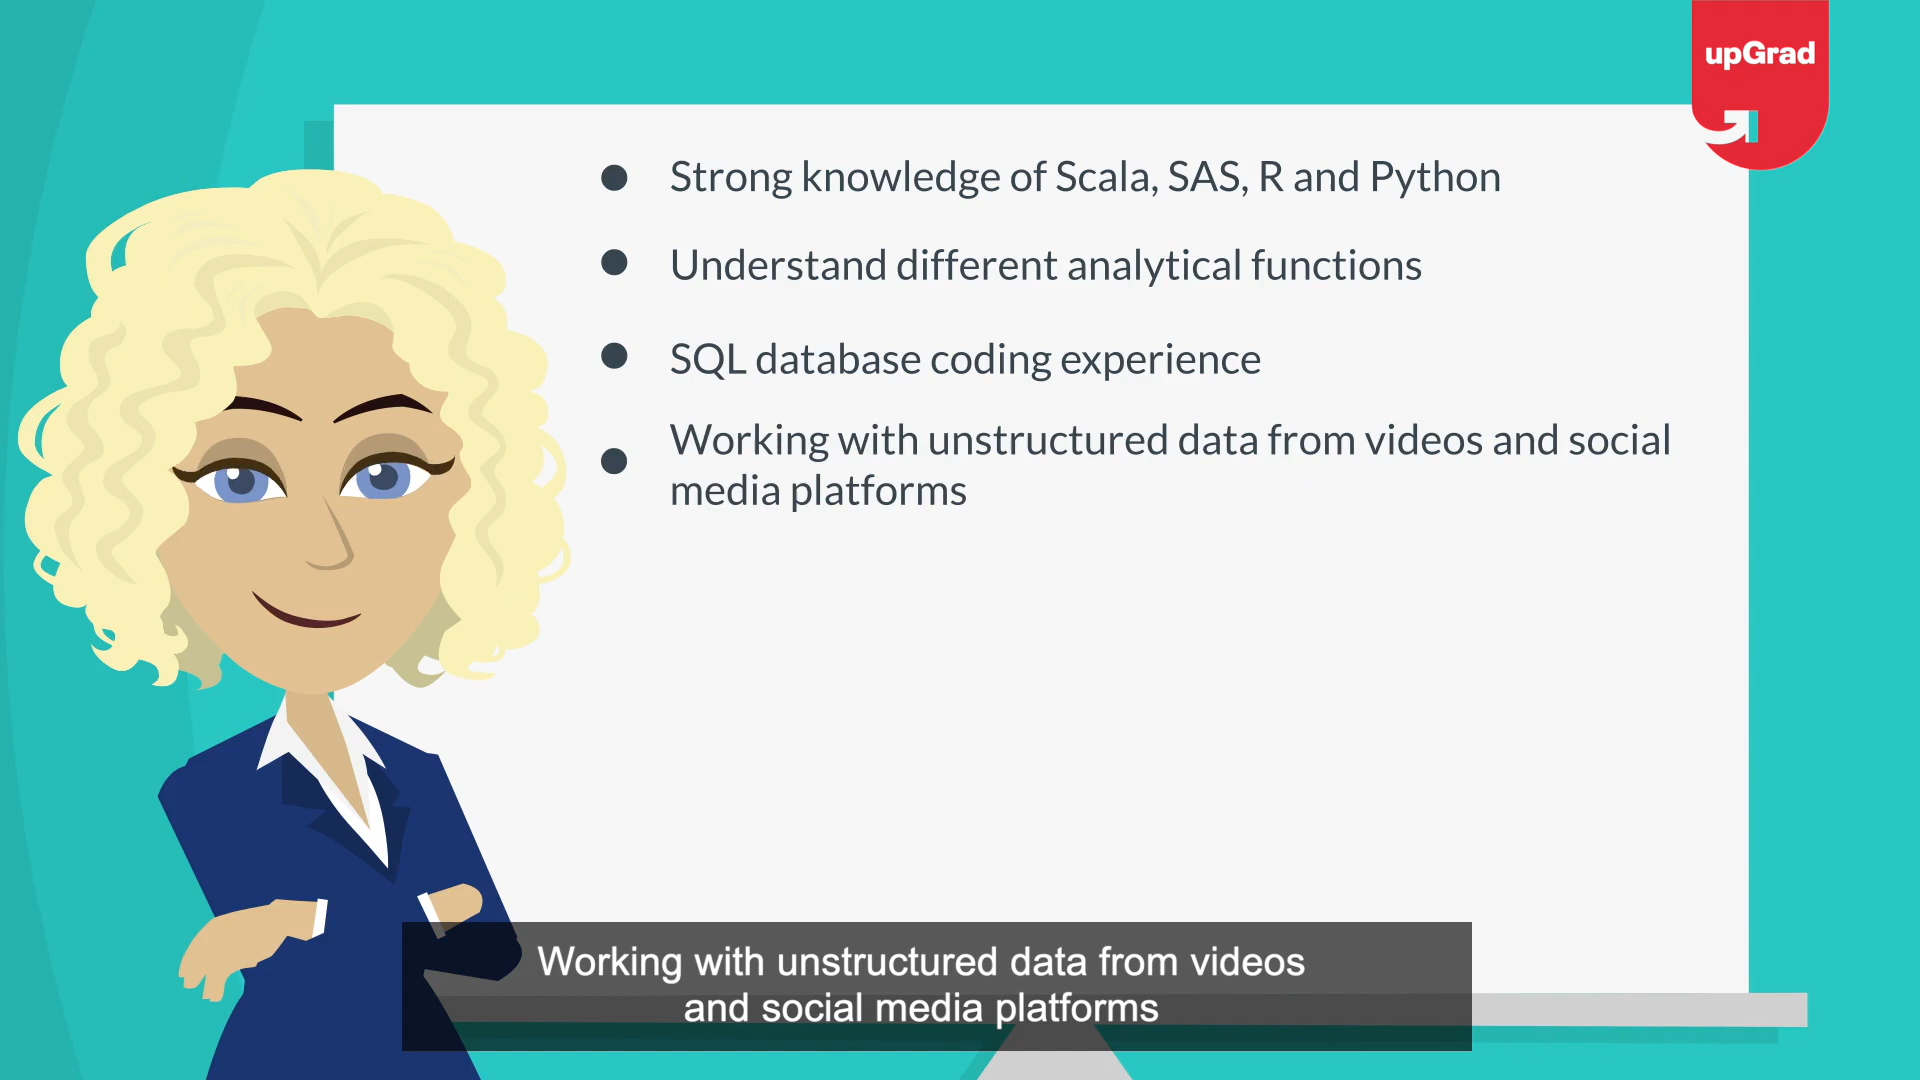 upGrad
● Strong knowledge of Scala, SAS, R and Python
● Understand different analytical functions
● SQL database coding experience
● Working with unstructured data from videos and social
media platforms
Working with unstructured data from videos
and social media platforms